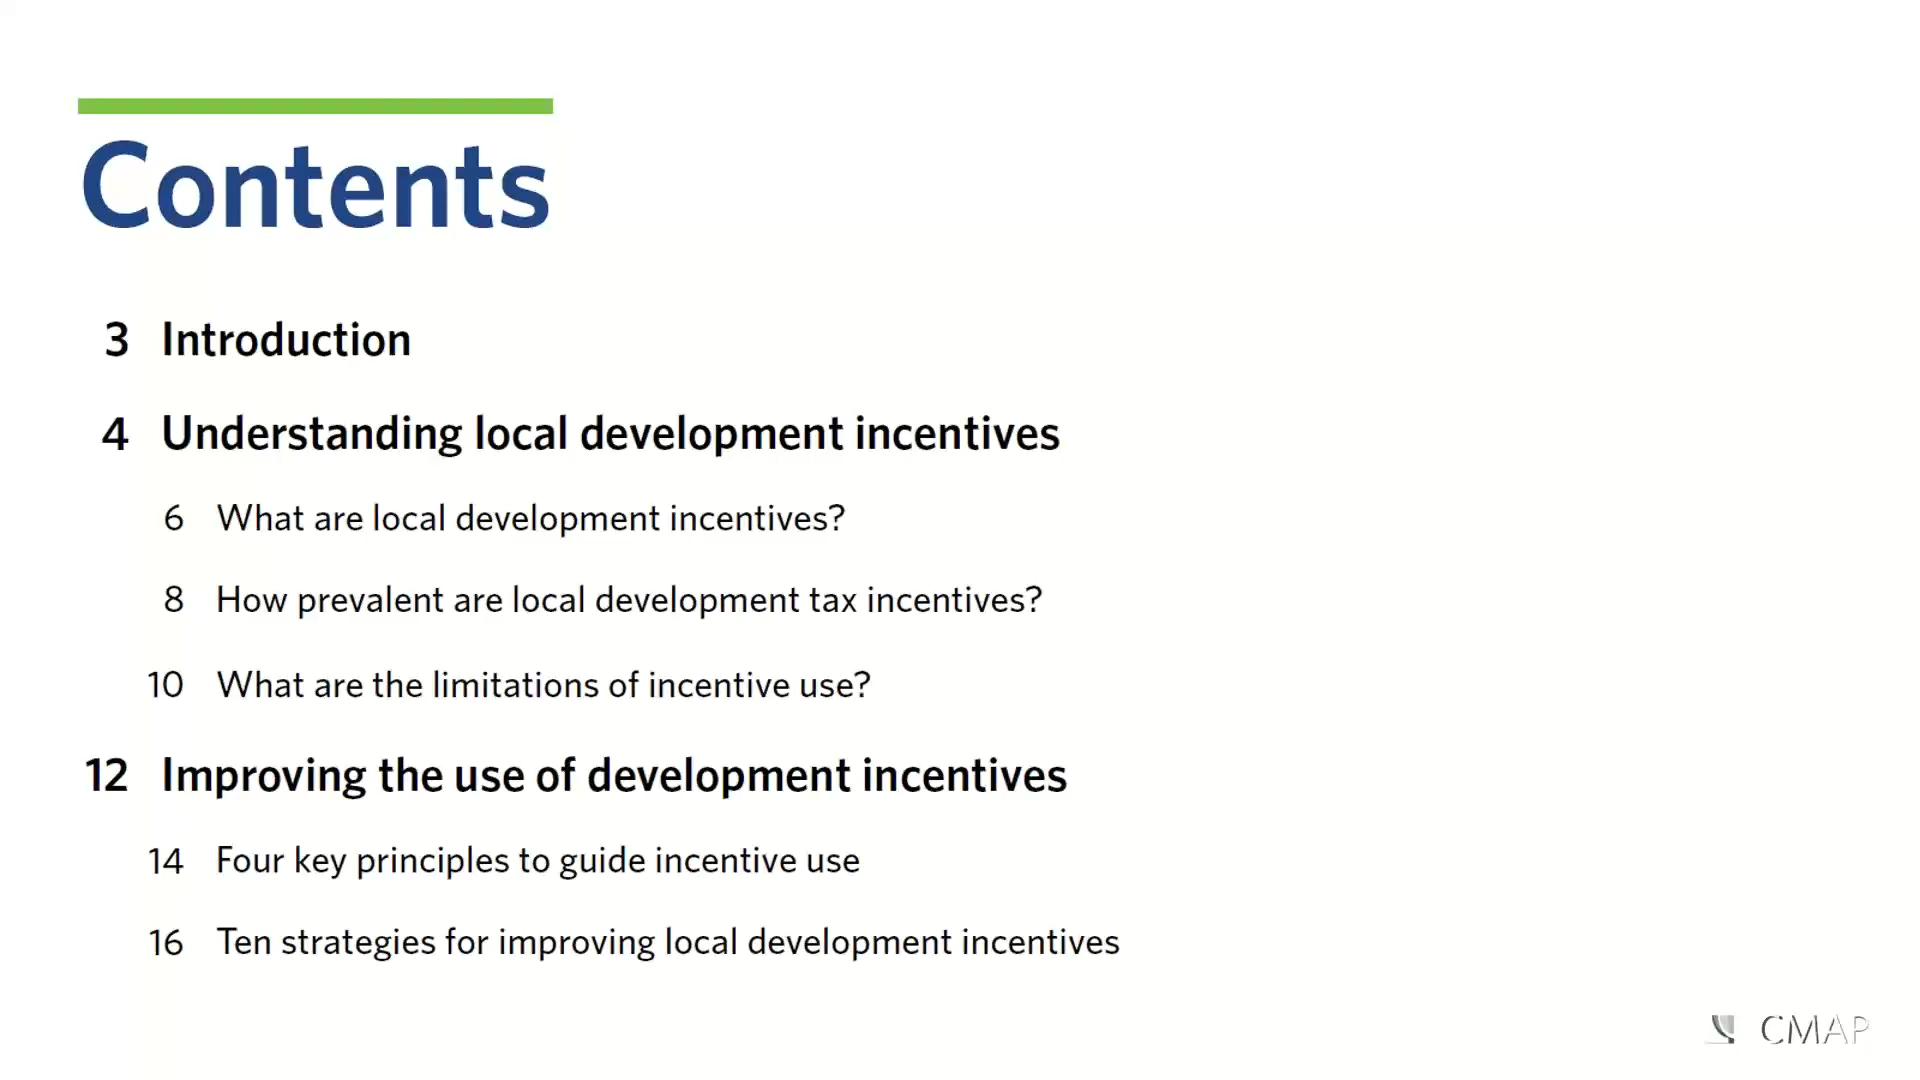 Contents
3 Introduction
4 Understanding local development incentives
6 What are local development incentives?
8 How prevalent are local development tax incentives?
10 What are the limitations of incentive use?
12 Improving the use of development incentives
14 Four key principles to guide incentive use
16 Ten strategies for improving local development incentives
CMAP